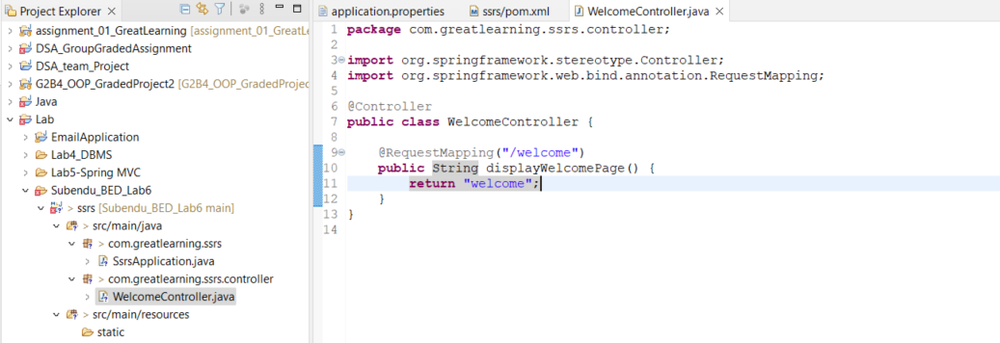 Project Explorer
assignment_01_GreatLearning [assignment_01_GreatLe
DSA_GroupGradedAssignment
DSA_team_Project
G2B4_OOP_GradedProject2 [G2B4_OOP_GradedProjec
Java
Lab
EmailApplication
Lab4_DBMS
Lab5-Spring MVC
Subendu_BED_Lab6
> ssrs [Subendu_BED_Lab6 main]
> src/main/java
> com.greatlearning.ssrs
SsrsApplication.java
> com.greatlearning.ssrs.controller
WelcomeController.java
> src/main/resources
static
application.properties ssrs/pom.xml WelcomeController.java
1 package com.greatlearning.ssrs.controller;
2
3 import org.springframework.stereotype.Controller;
4 import org.springframework.web.bind.annotation.RequestMapping;
5
6 @Controller
7 public class WelcomeController {
8
9 @RequestMapping("/welcome")
10 public String displayWelcomePage() {
11 return "welcome";
12 }
13 }
14